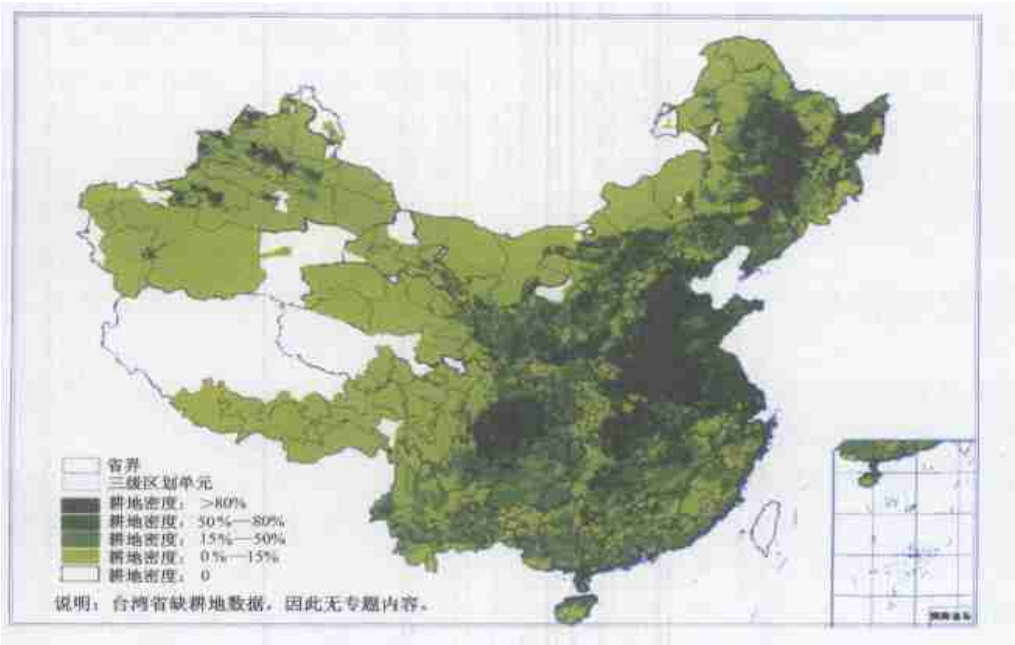 省界
三级区划单元
耕地密度：>80%
耕地密度：50%—80%
耕地密度：15%—50%
耕地密度：0%—15%
耕地密度：0
说明：台湾省缺耕地数据，因此无专题内容。